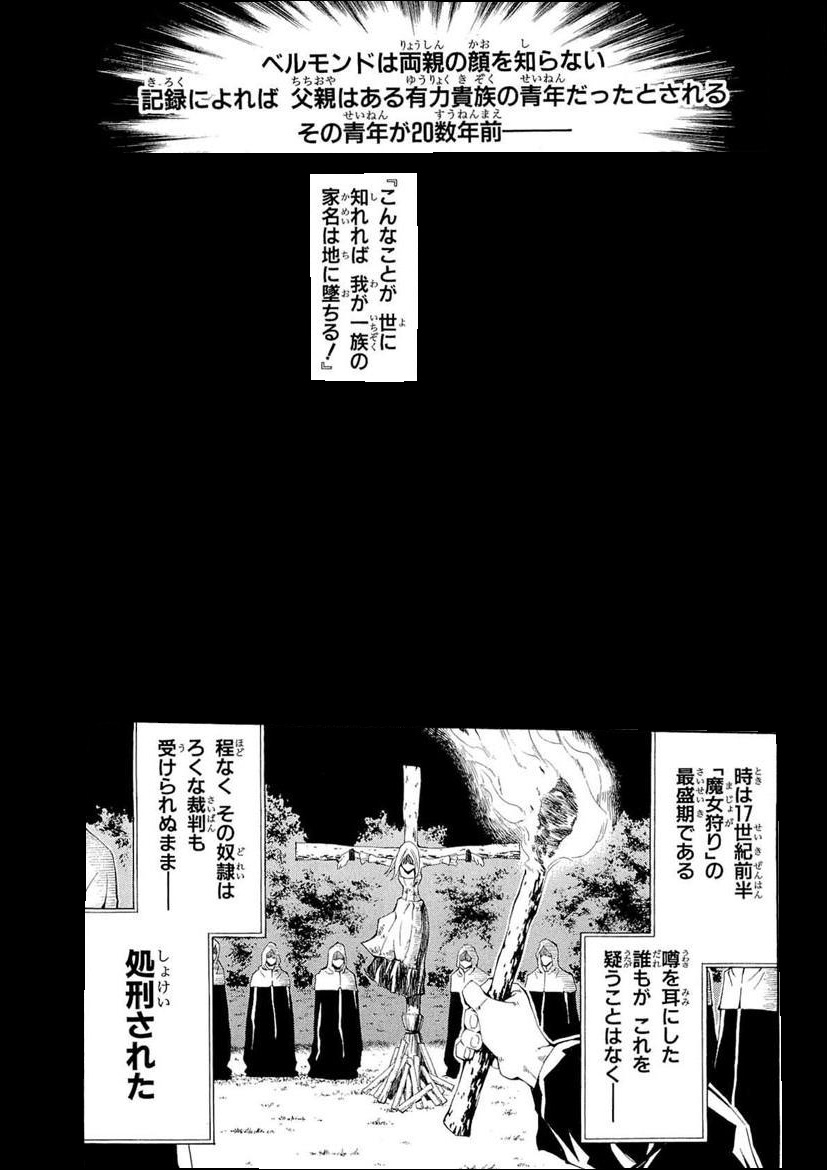 ベルモンドは両親の顔を知らない
記録によれば 父親はある有力貴族の青年だったとされる
その青年が20数年前――
『こんなことが 世に
知れれば 我が一族の
家名は地に墜ちる!』
時は17世紀前半
「魔女狩り」の
最盛期である
噂を耳にした
誰もが これを
疑うことはなく――
程なく その奴隷は
ろくな裁判も
受けられぬまま――
処刑された